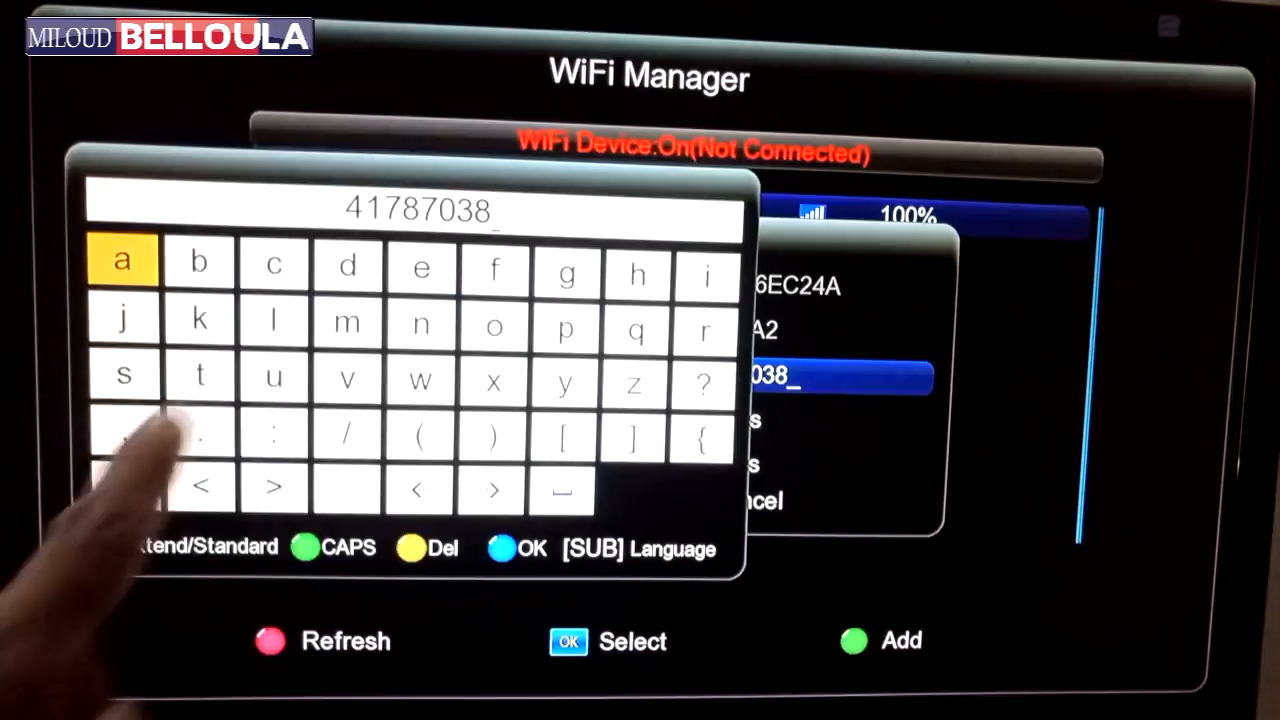 MILOUD BELLOULA
WiFi Manager
WiFi Device:On(Not Connected)
100%
41787038_
6EC24A
A2
038_
s
s
ncel
a b c d e f g h i
j k l m n o p q r
s t u v w x y z ?
. : / ( ) [ ] {
< > < > ⎵
tend/Standard CAPS Del OK [SUB] Language
Refresh OK Select Add